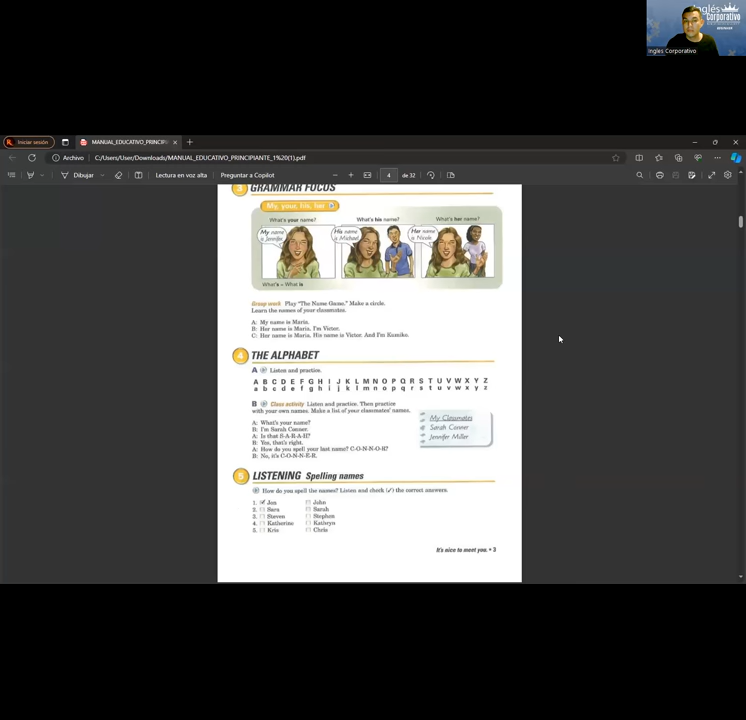 Inglés
Corporativo
Inglés Corporativo
Iniciar sesión
MANUAL_EDUCATIVO_PRINCIP
Archivo
C:/Users/User/Downloads/MANUAL_EDUCATIVO_PRINCIPIANTE_1%20(1).pdf
Dibujar
Lectura en voz alta
Preguntar a Copilot
4
de 32
3 GRAMMAR FOCUS
My, your, his, her
What's your name?
What's his name?
What's her name?
My name
is Jennifer.
His name
is Michael.
Her name
is Nicole.
What's = What is
Group work Play "The Name Game." Make a circle.
Learn the names of your classmates.
A: My name is Maria.
B: Her name is Maria. I'm Victor.
C: Her name is Maria. His name is Victor. And I'm Kumiko.
4 THE ALPHABET
A Listen and practice.
A B C D E F G H I J K L M N O P Q R S T U V W X Y Z
a b c d e f g h i j k l m n o p q r s t u v w x y z
B Class activity Listen and practice. Then practice
with your own names. Make a list of your classmates' names.
A: What's your name?
B: I'm Sarah Conner.
A: Is that S-A-R-A-H?
B: Yes, that's right.
A: How do you spell your last name? C-O-N-N-O-R?
B: No, it's C-O-N-N-E-R.
My Classmates
Sarah Conner
Jennifer Miller
5 LISTENING Spelling names
How do you spell the names? Listen and check (✓) the correct answers.
1. ✓ Jon John
2. Sara Sarah
3. Steven Stephen
4. Katherine Kathryn
5. Kris Chris
It's nice to meet you. • 3